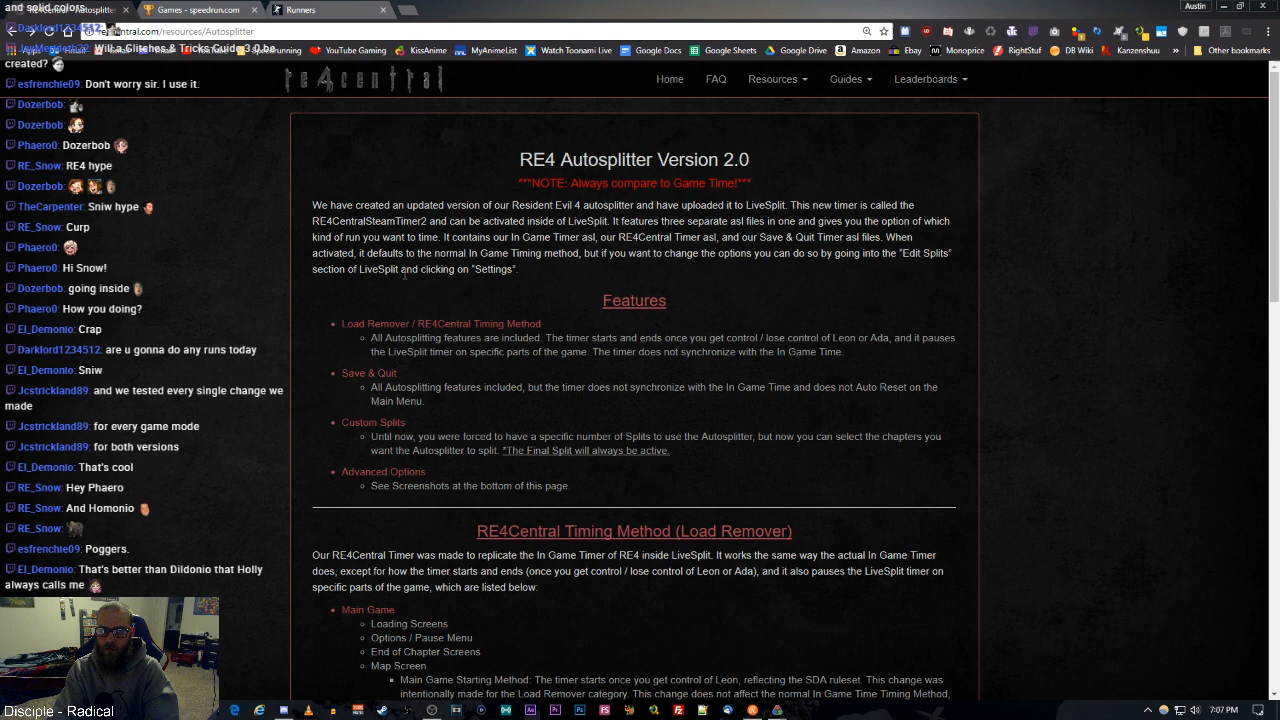 and solid colors.
Darklord1234512:
Will a Glitches & Tricks Guide 3.0 be
created?
esfrenchie09: Don't worry sir. I use it.
Dozerbob:
Dozerbob:
Phaero0: Dozerbob
RE_Snow: RE4 hype
Dozerbob:
TheCarpenter: Sniw hype
RE_Snow: Curp
Phaero0:
Phaero0: Hi Snow!
Dozerbob: going inside
Phaero0: How you doing?
El_Demonio: Crap
Darklord1234512: are u gonna do any runs today
El_Demonio: Sniw
Jcstrickland89: and we tested every single change we
made
Jcstrickland89: for every game mode
Jcstrickland89: for both versions
El_Demonio: That's cool
RE_Snow: Hey Phaero
RE_Snow: And Homonio
RE_Snow:
esfrenchie09: Poggers.
El_Demonio: That's better than Dildonio that Holly
always calls me
Disciple - Radical
Games - speedrun.com
Runners
Austin
ntral.com/resources/Autosplitter
YouTube Gaming
KissAnime
MyAnimeList
Watch Toonami Live
Google Docs
Google Sheets
Google Drive
Amazon
Ebay
Monoprice
RightStuf
DB Wiki
Kanzenshuu
Other bookmarks
re4central
Home
FAQ
Resources
Guides
Leaderboards
RE4 Autosplitter Version 2.0
***NOTE: Always compare to Game Time!***
We have created an updated version of our Resident Evil 4 autosplitter and have uploaded it to LiveSplit. This new timer is called the
RE4CentralSteamTimer2 and can be activated inside of LiveSplit. It features three separate asl files in one and gives you the option of which
kind of run you want to time. It contains our In Game Timer asl, our RE4Central Timer asl, and our Save & Quit Timer asl files. When
activated, it defaults to the normal In Game Timing method, but if you want to change the options you can do so by going into the "Edit Splits"
section of LiveSplit and clicking on "Settings".
Features
Load Remover / RE4Central Timing Method
All Autosplitting features are included. The timer starts and ends once you get control / lose control of Leon or Ada, and it pauses
the LiveSplit timer on specific parts of the game. The timer does not synchronize with the In Game Time.
Save & Quit
All Autosplitting features included, but the timer does not synchronize with the In Game Time and does not Auto Reset on the
Main Menu.
Custom Splits
Until now, you were forced to have a specific number of Splits to use the Autosplitter, but now you can select the chapters you
want the Autosplitter to split. *The Final Split will always be active.
Advanced Options
See Screenshots at the bottom of this page.
RE4Central Timing Method (Load Remover)
Our RE4Central Timer was made to replicate the In Game Timer of RE4 inside LiveSplit. It works the same way the actual In Game Timer
does, except for how the timer starts and ends (once you get control / lose control of Leon or Ada), and it also pauses the LiveSplit timer on
specific parts of the game, which are listed below:
Main Game
Loading Screens
Options / Pause Menu
End of Chapter Screens
Map Screen
Main Game Starting Method: The timer starts once you get control of Leon, reflecting the SDA ruleset. This change was
intentionally made for the Load Remover category. This change does not affect the normal In Game Time Timing Method,
7:07 PM